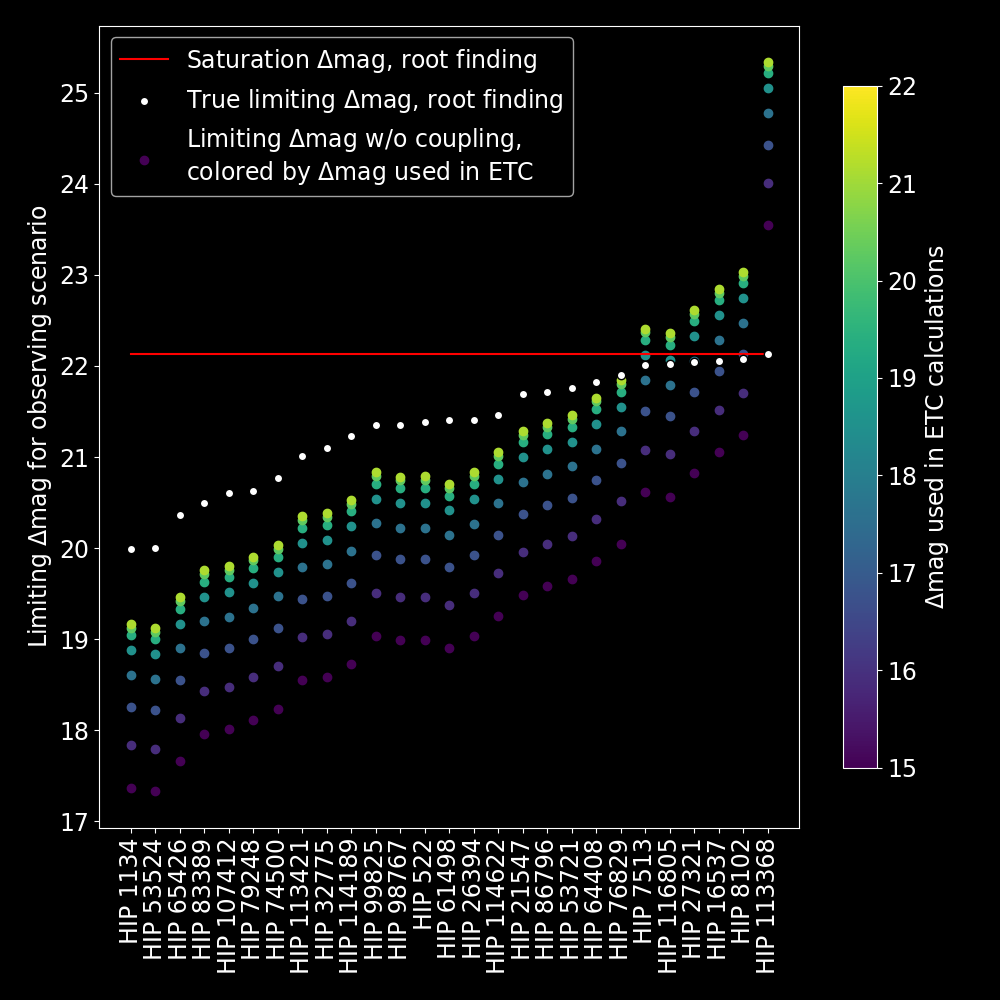 Saturation Δmag, root finding
True limiting Δmag, root finding
Limiting Δmag w/o coupling,
colored by Δmag used in ETC
Limiting Δmag for observing scenario
25
24
23
22
21
20
19
18
17
HIP 1134
HIP 53524
HIP 65426
HIP 83389
HIP 107412
HIP 79248
HIP 74500
HIP 113421
HIP 32775
HIP 114189
HIP 99825
HIP 98767
HIP 522
HIP 61498
HIP 26394
HIP 114622
HIP 21547
HIP 86796
HIP 53721
HIP 64408
HIP 76829
HIP 7513
HIP 116805
HIP 27321
HIP 16537
HIP 8102
HIP 113368
22
21
20
19
18
17
16
15
Δmag used in ETC calculations